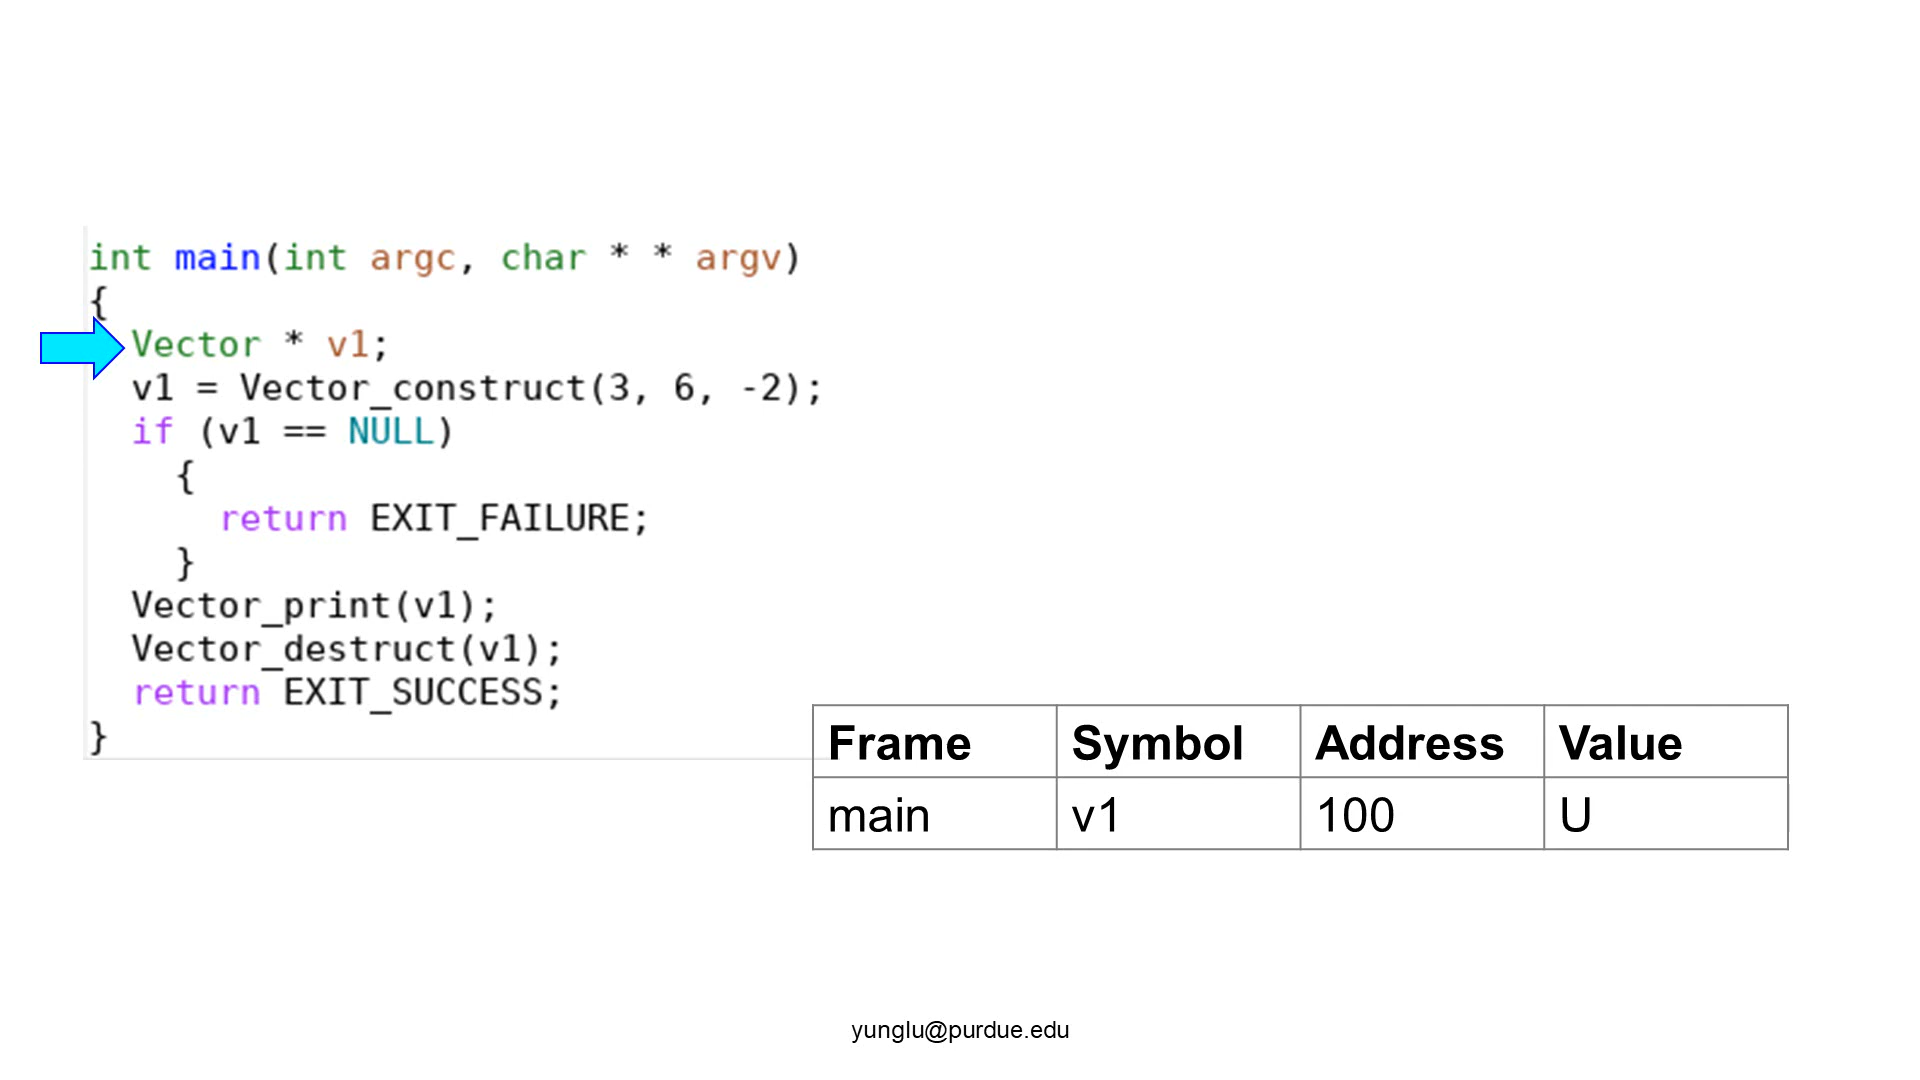 int main(int argc, char * * argv)
{
Vector * v1;
v1 = Vector_construct(3, 6, -2);
if (v1 == NULL)
{
return EXIT_FAILURE;
}
Vector_print(v1);
Vector_destruct(v1);
return EXIT_SUCCESS;
}
Frame Symbol Address Value
main v1 100 U
yunglu@purdue.edu